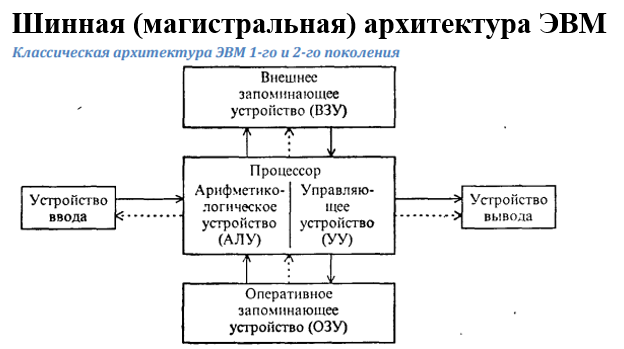 Шинная (магистральная) архитектура ЭВМ
Классическая архитектура ЭВМ 1-го и 2-го поколения
Внешнее
запоминающее
устройство (ВЗУ)
Процессор
Арифметико-
логическое
устройство
(АЛУ)
Управляю-
щее
устройство
(УУ)
Устройство
ввода
Устройство
вывода
Оперативное
запоминающее
устройство (ОЗУ)